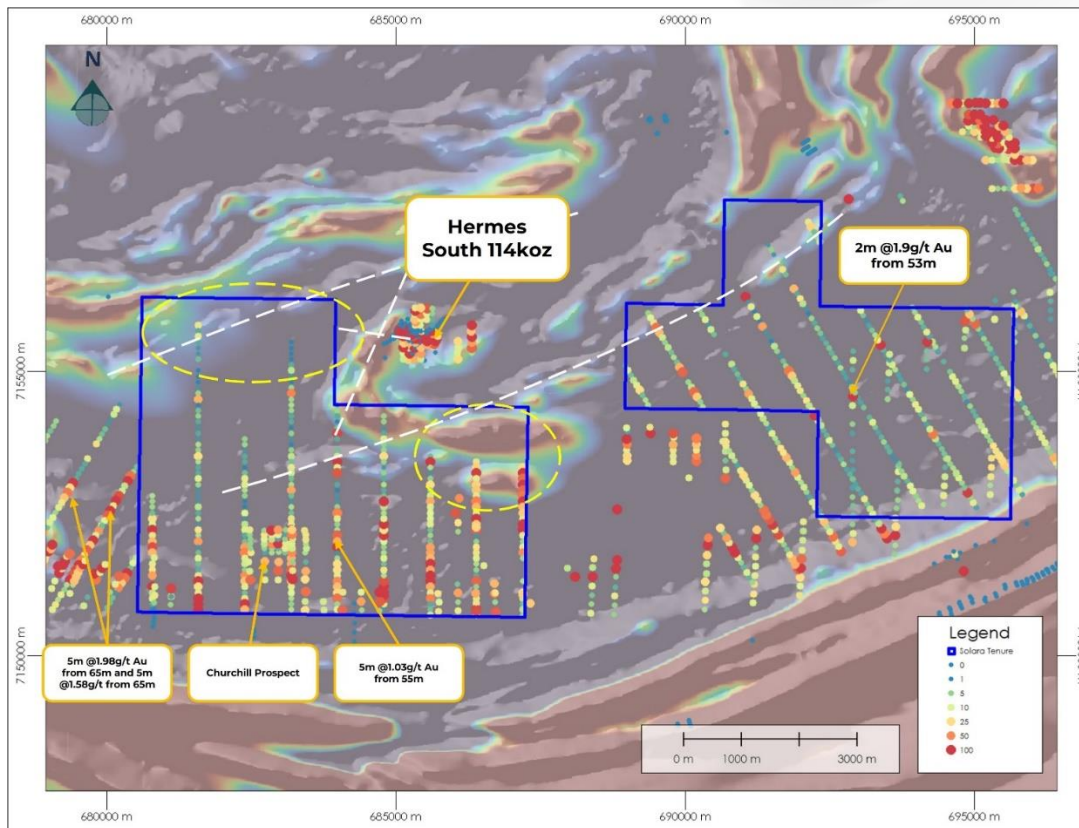 680000 m
685000 m
690000 m
695000 m
N
Hermes
South 114koz
2m @1.9g/t Au
from 53m
7155000 m
7150000 m
5m @1.98g/t Au
from 65m and 5m
@1.58g/t from 65m
Churchill Prospect
5m @1.03g/t Au
from 55m
Legend
Solara Tenure
0
1
5
10
25
50
100
0 m
1000 m
3000 m
680000 m
685000 m
690000 m
695000 m